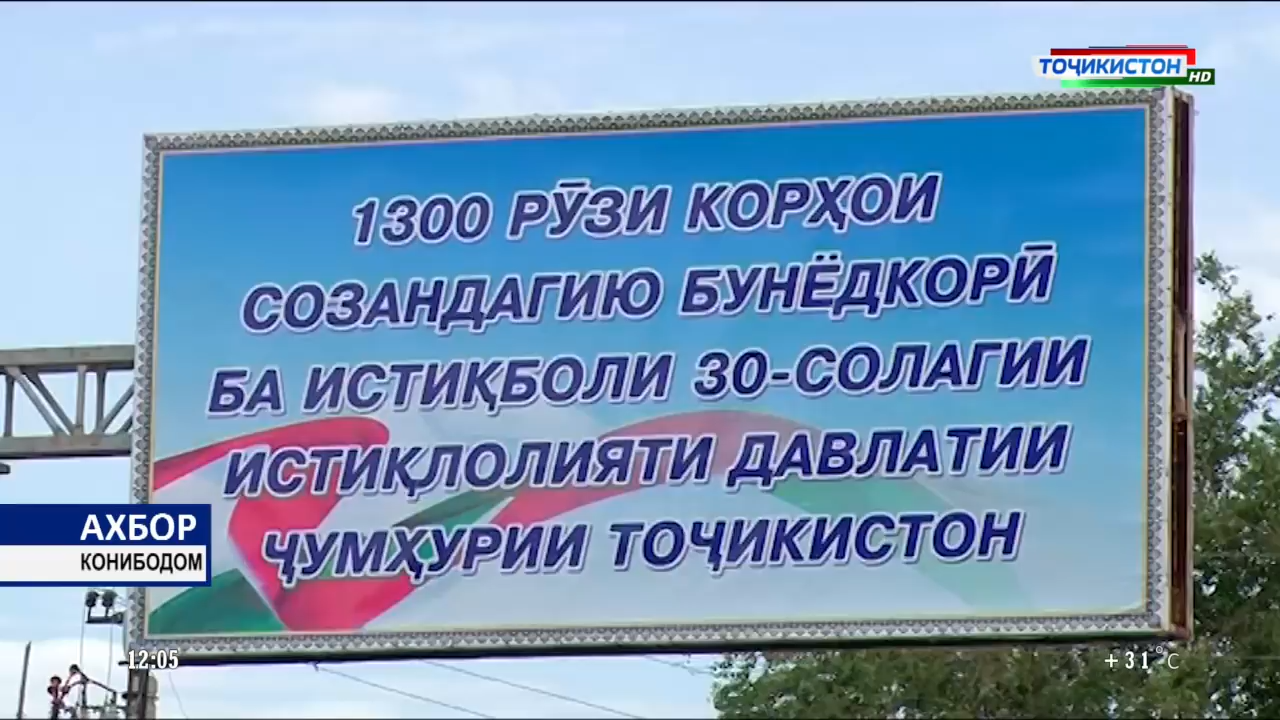 ТОҶИКИСТОН HD
1300 РӮЗИ КОРҲОИ
СОЗАНДАГИЮ БУНЁДКОРӢ
БА ИСТИҚБОЛИ 30-СОЛАГИИ
ИСТИҚЛОЛИЯТИ ДАВЛАТИИ
ҶУМҲУРИИ ТОҶИКИСТОН
АХБОР
КОНИБОДОМ
12:05
+31°C